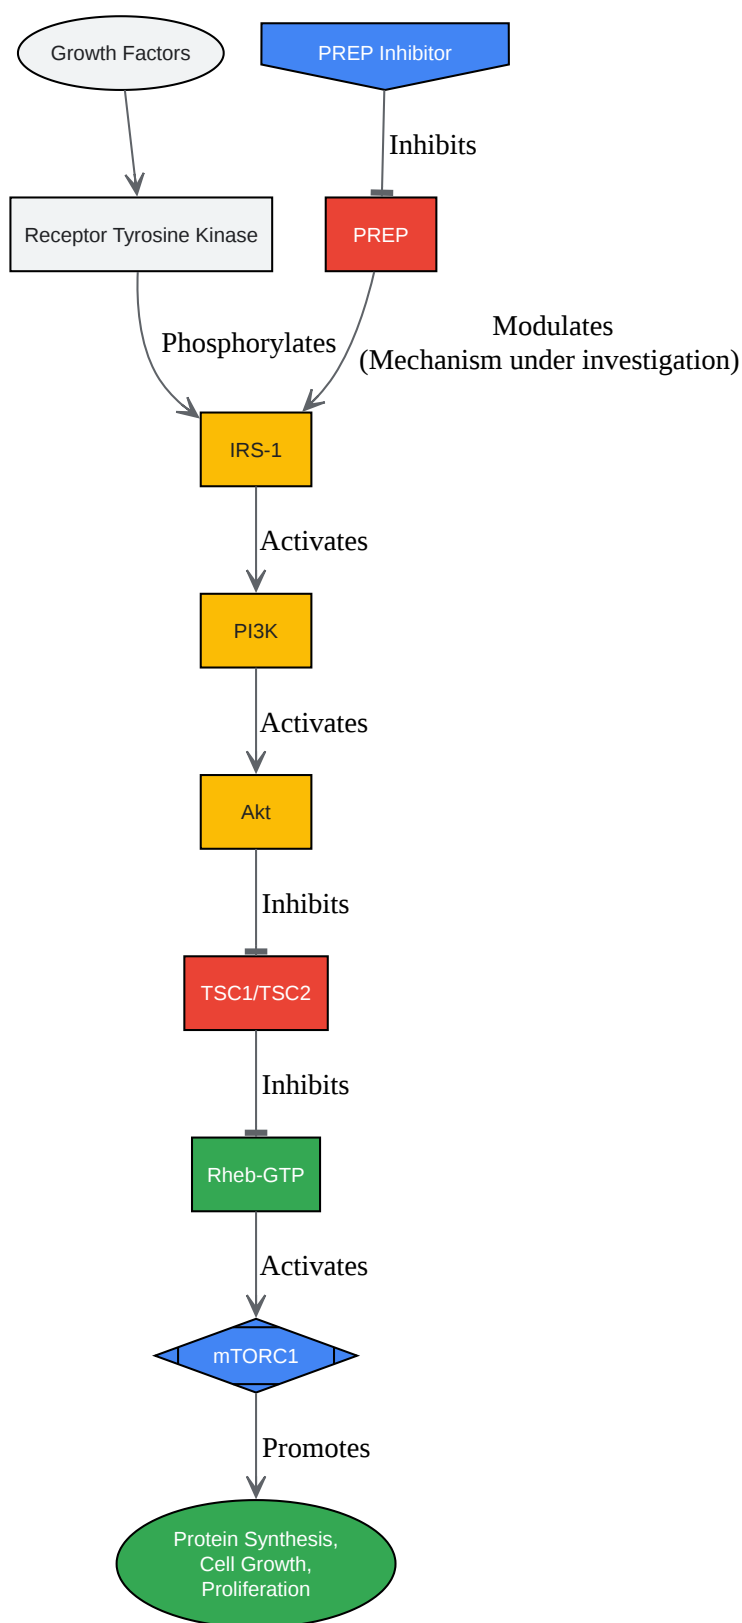 Growth Factors
PREP Inhibitor
Inhibits
Receptor Tyrosine Kinase
PREP
Phosphorylates
Modulates
(Mechanism under investigation)
IRS-1
Activates
PI3K
Activates
Akt
Inhibits
TSC1/TSC2
Inhibits
Rheb-GTP
Activates
mTORC1
Promotes
Protein Synthesis,
Cell Growth,
Proliferation